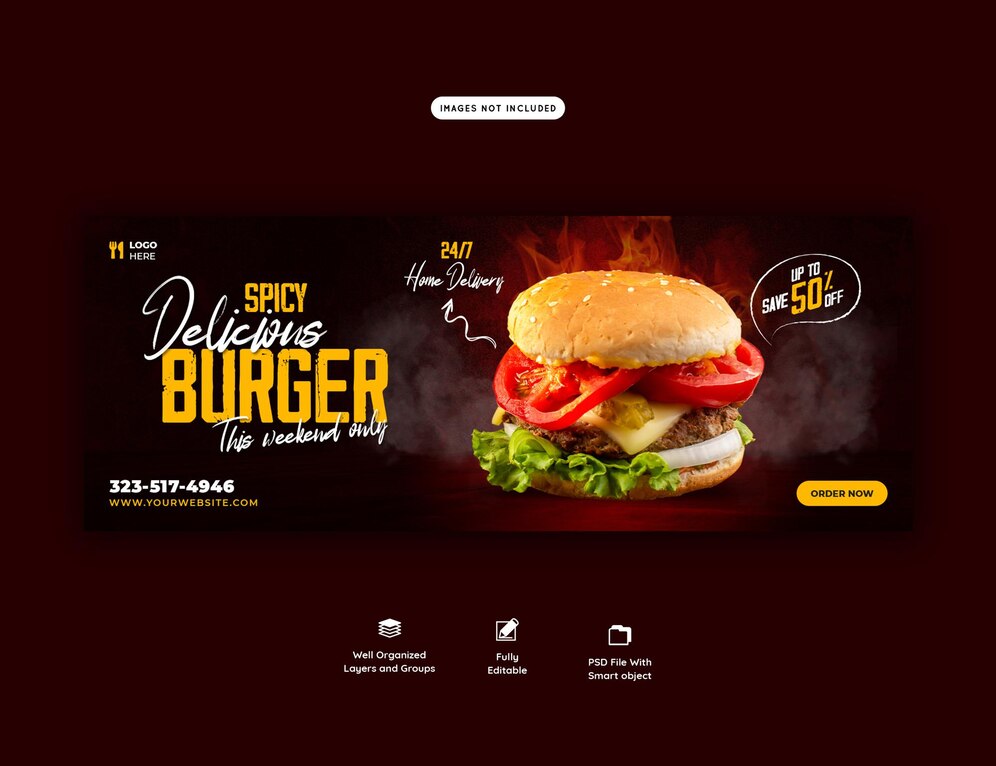 IMAGES NOT INCLUDED
LOGO
HERE
SPICY
Delicious
BURGER
This weekend only
323-517-4946
WWW.YOURWEBSITE.COM
24/7
Home Delivery
UP TO
SAVE 50% OFF
ORDER NOW
Well Organized
Layers and Groups
Fully
Editable
PSD File With
Smart object